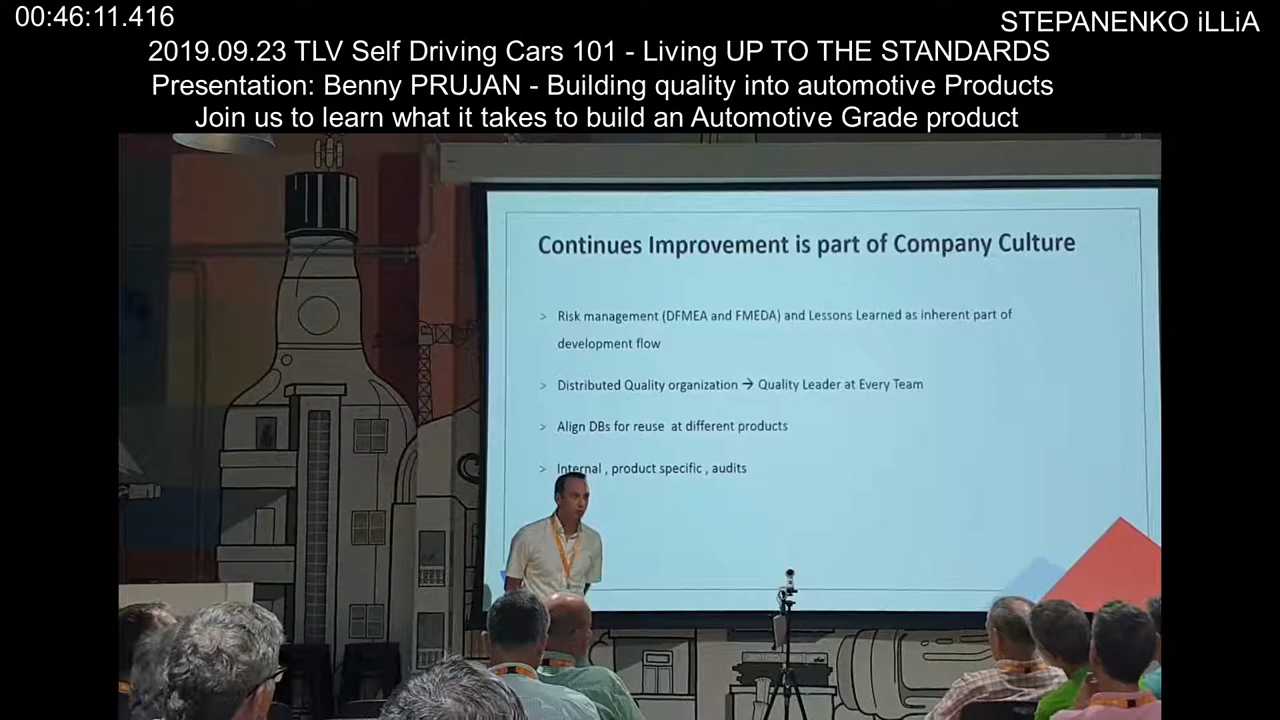 00:46:11.416
STEPANENKO iLLiA
2019.09.23 TLV Self Driving Cars 101 - Living UP TO THE STANDARDS
Presentation: Benny PRUJAN - Building quality into automotive Products
Join us to learn what it takes to build an Automotive Grade product
Continues Improvement is part of Company Culture
> Risk management (DFMEA and FMEDA) and Lessons Learned as inherent part of
development flow
> Distributed Quality organization → Quality Leader at Every Team
> Align DBs for reuse at different products
> Internal , product specific , audits